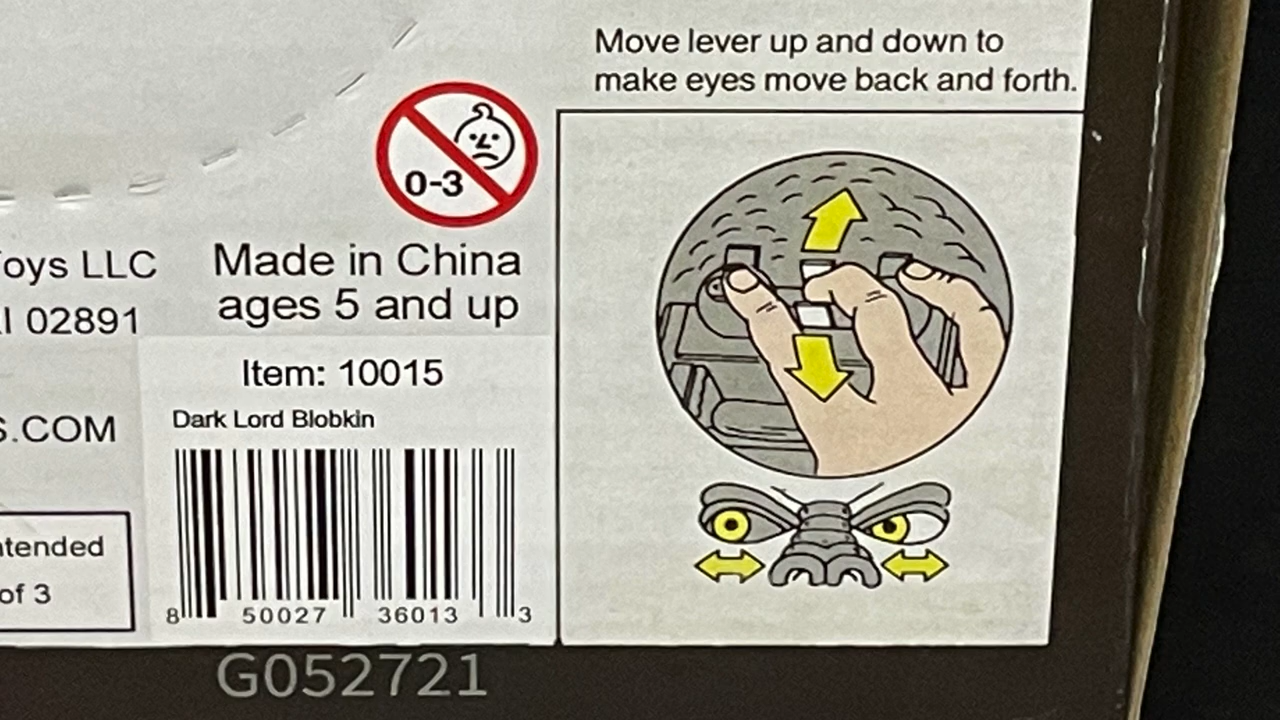 Move lever up and down to
make eyes move back and forth.
0-3
oys LLC
I 02891
Made in China
ages 5 and up
Item: 10015
Dark Lord Blobkin
S.COM
ntended
of 3
8 50027 36013 3
G052721